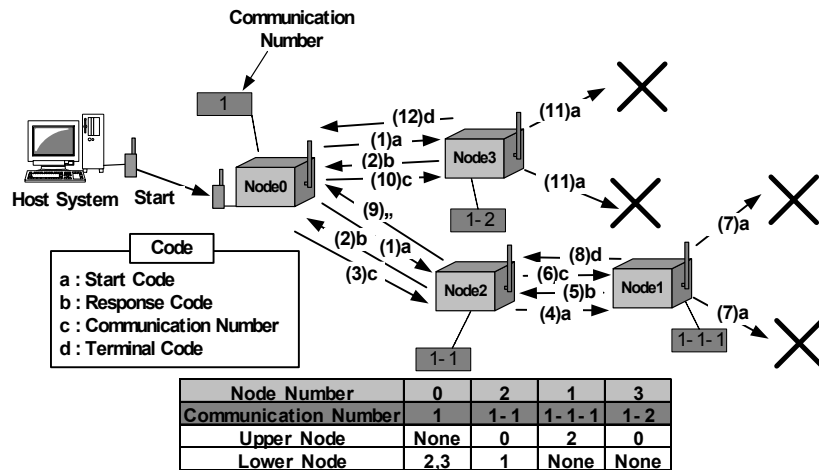 Communication
Number
1
(12)d
(1)a
(2)b
(10)c
(11)a
(11)a
Node3
Node0
Host System
Start
1-2
(9)„
(2)b
(1)a
(3)c
(8)d
(6)c
(5)b
(4)a
(7)a
(7)a
Node2
Node1
1-1
1-1-1
Code
a : Start Code
b : Response Code
c : Communication Number
d : Terminal Code
Node Number 0 2 1 3
Communication Number 1 1-1 1-1-1 1-2
Upper Node None 0 2 0
Lower Node 2,3 1 None None